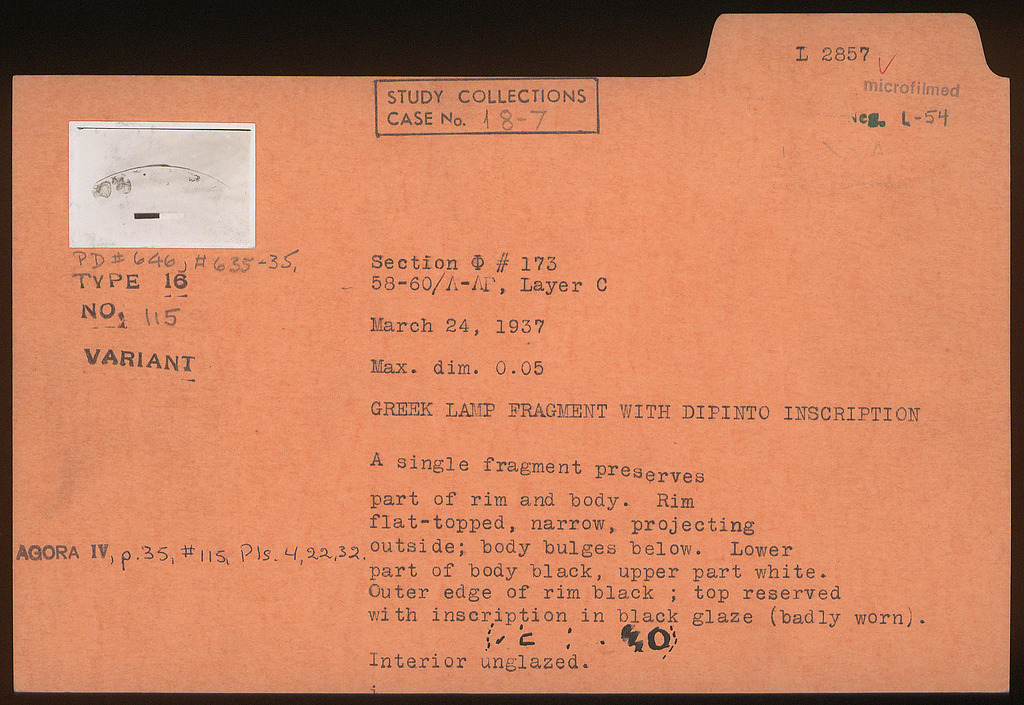 L 2857
microfilmed
Neg. L-54
STUDY COLLECTIONS
CASE No. 18-7
PD # 646, # 635-35,
TYPE 16
NO. 115
VARIANT
Section Φ # 173
58-60/Λ-ΛΓ, Layer C
March 24, 1937
Max. dim. 0.05
GREEK LAMP FRAGMENT WITH DIPINTO INSCRIPTION
A single fragment preserves
part of rim and body. Rim
flat-topped, narrow, projecting
outside; body bulges below. Lower
part of body black, upper part white.
Outer edge of rim black ; top reserved
with inscription in black glaze (badly worn).
Interior unglazed.
AGORA IV, p.35, #115, Pls. 4,22,32.